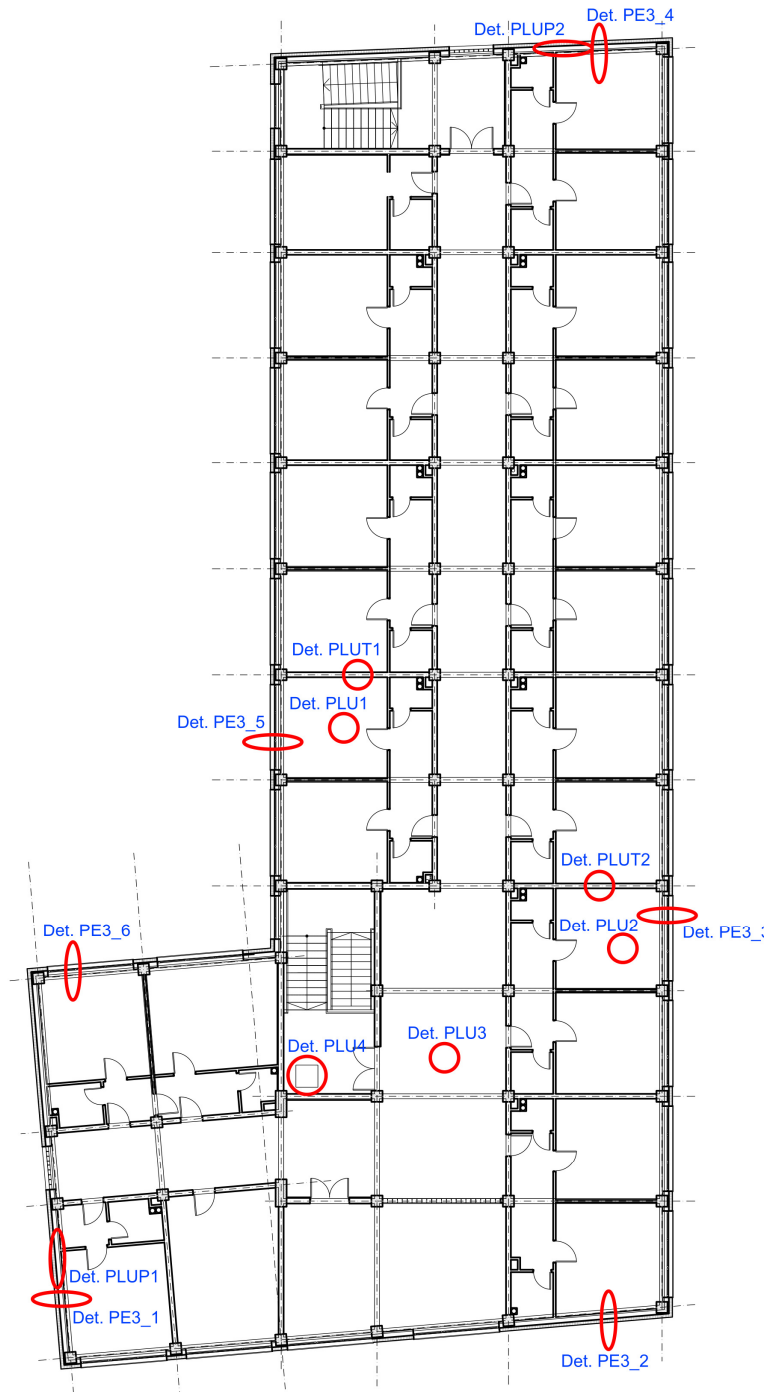 Det. PE3_4
Det. PLUP2
Det. PLUT1
Det. PLU1
Det. PE3_5
Det. PLUT2
Det. PLU2
Det. PE3_6
Det. PLU3
Det. PLU4
Det. PLUP1
Det. PE3_1
Det. PE3_2